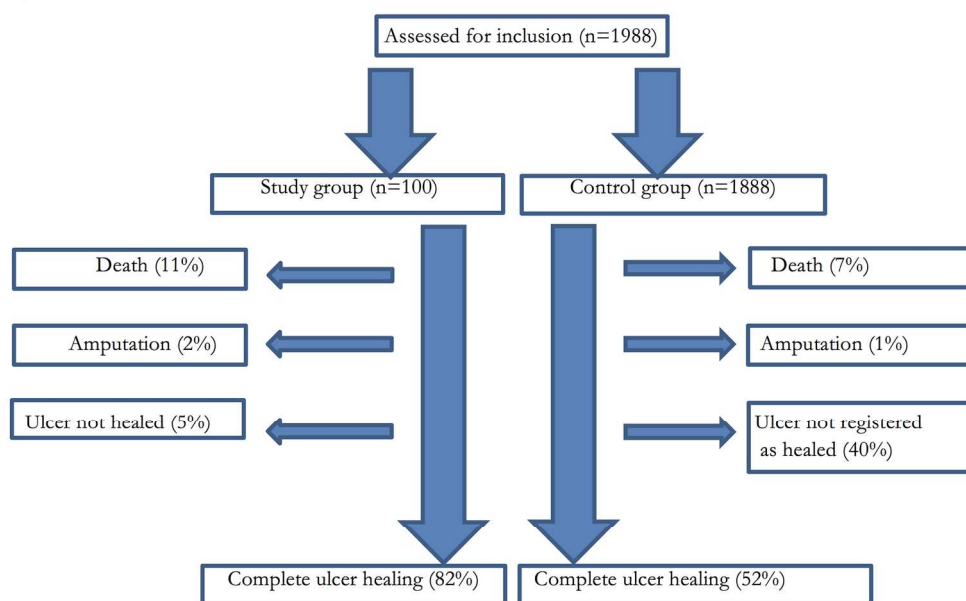 Assessed for inclusion (n=1988)
Study group (n=100)
Control group (n=1888)
Death (11%)
Death (7%)
Amputation (2%)
Amputation (1%)
Ulcer not healed (5%)
Ulcer not registered
as healed (40%)
Complete ulcer healing (82%)
Complete ulcer healing (52%)